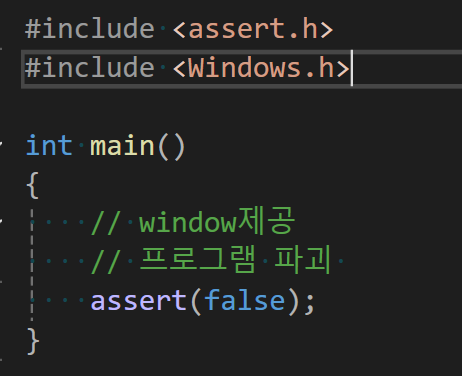 #include <assert.h>
#include <Windows.h>
int main()
{
// window제공
// 프로그램 파괴
assert(false);
}